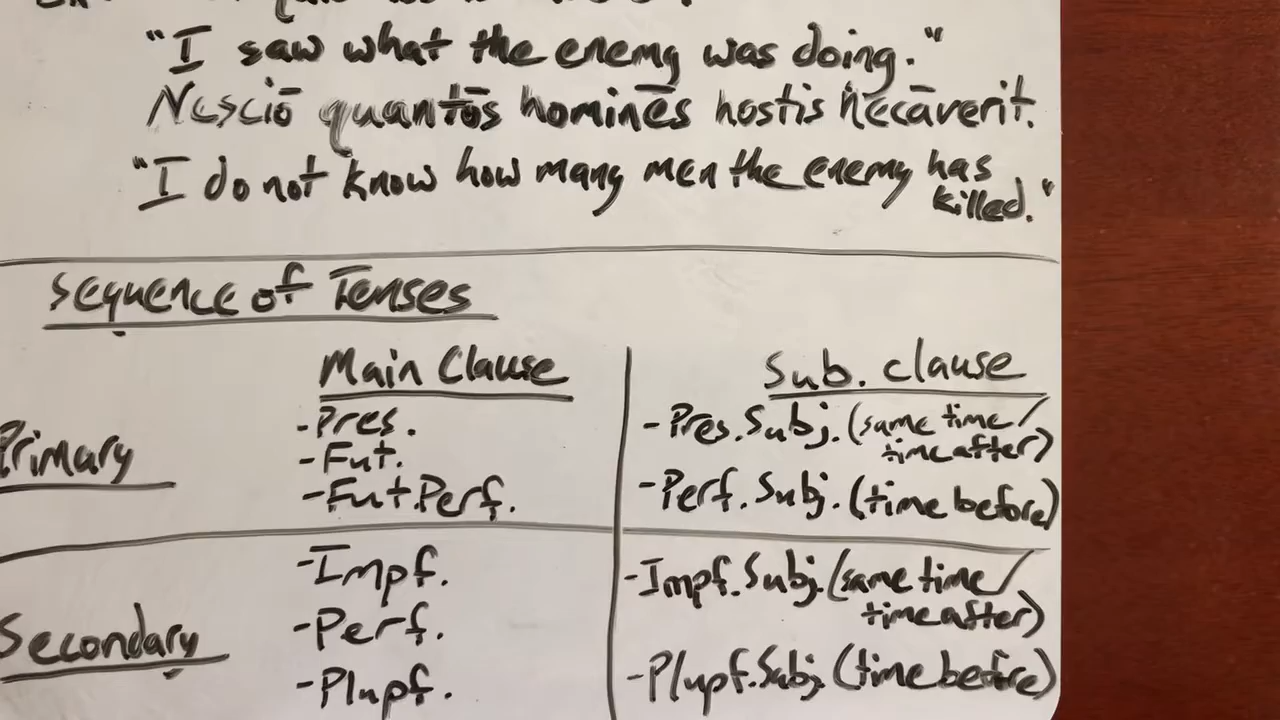 "I saw what the enemy was doing."
Nesciō quantōs hominēs hostis necāverit.
"I do not know how many men the enemy has
killed."
Sequence of Tenses
Main Clause
Sub. clause
Primary
-Pres.
-Fut.
-Fut.Perf.
-Pres.Subj. (same time/
time after)
-Perf. Subj. (time before)
Secondary
-Impf.
-Perf.
-Plupf.
-Impf.Subj. (same time/
time after)
-Plupf.Subj. (time before)